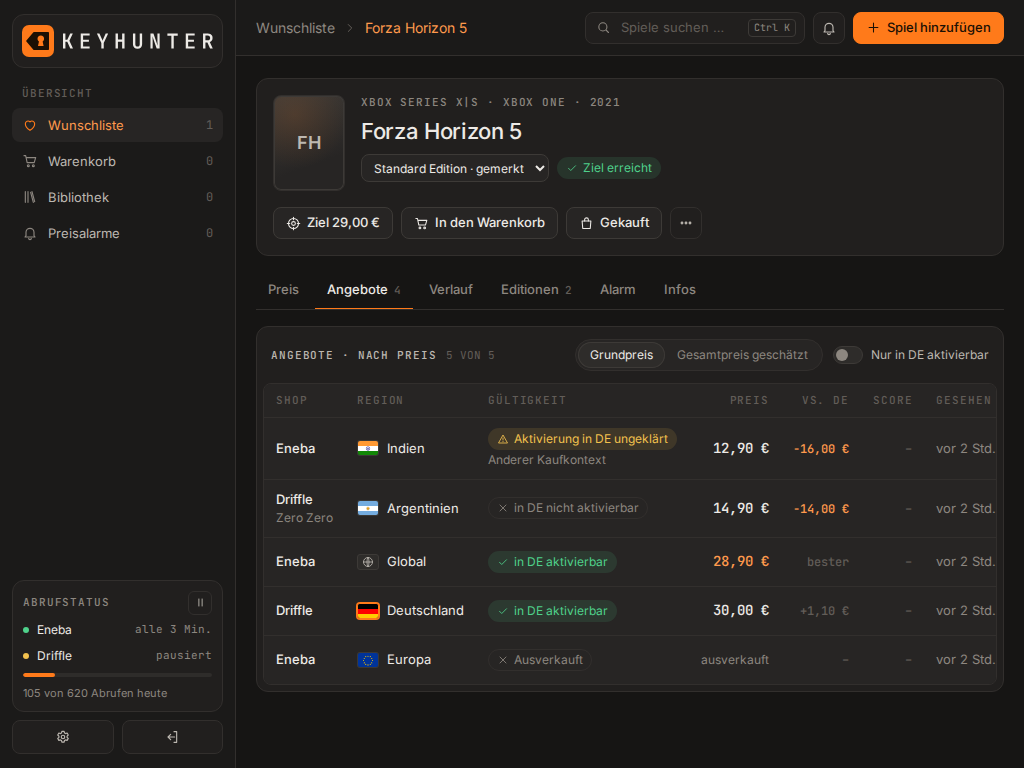 KEYHUNTER
Wunschliste
Forza Horizon 5
Spiele suchen ...
Ctrl K
Spiel hinzufügen
ÜBERSICHT
Wunschliste 1
Warenkorb 0
Bibliothek 0
Preisalarme 0
FH
XBOX SERIES X|S · XBOX ONE · 2021
Forza Horizon 5
Standard Edition · gemerkt
Ziel erreicht
Ziel 29,00 €
In den Warenkorb
Gekauft
Preis
Angebote 4
Verlauf
Editionen 2
Alarm
Infos
ANGEBOTE · NACH PREIS 5 VON 5
Grundpreis
Gesamtpreis geschätzt
Nur in DE aktivierbar
SHOP REGION GÜLTIGKEIT PREIS VS. DE SCORE GESEHEN
Eneba Indien Aktivierung in DE ungeklärt 12,90 € -16,00 € – vor 2 Std.
Anderer Kaufkontext
Driffle Argentinien in DE nicht aktivierbar 14,90 € -14,00 € – vor 2 Std.
Zero Zero
Eneba Global in DE aktivierbar 28,90 € bester – vor 2 Std.
Driffle Deutschland in DE aktivierbar 30,00 € +1,10 € – vor 2 Std.
Eneba Europa Ausverkauft ausverkauft – – vor 2 Std.
ABRUFSTATUS
Eneba alle 3 Min.
Driffle pausiert
105 von 620 Abrufen heute